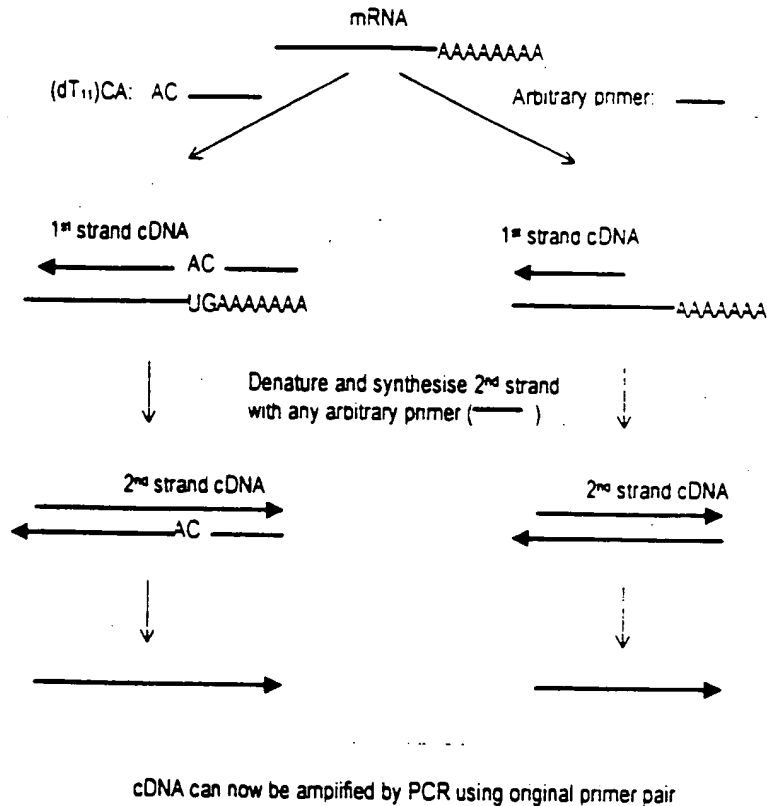 mRNA
AAAAAAAA
(dT₁₁)CA: AC
Arbitrary primer:
1st strand cDNA
1st strand cDNA
AC
UGAAAAAAA
AAAAAAA
Denature and synthesise 2nd strand
with any arbitrary primer ( )
2nd strand cDNA
2nd strand cDNA
AC
cDNA can now be amplified by PCR using original primer pair